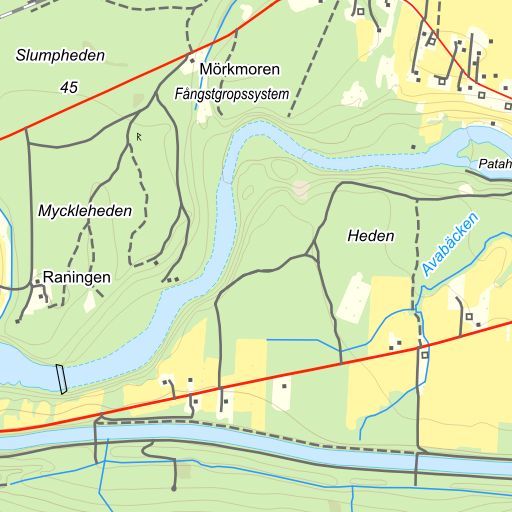 Slumpheden
45
Mörkmoren
Fångstgropssystem
Patah
Myckleheden
Heden
Avabäcken
Raningen